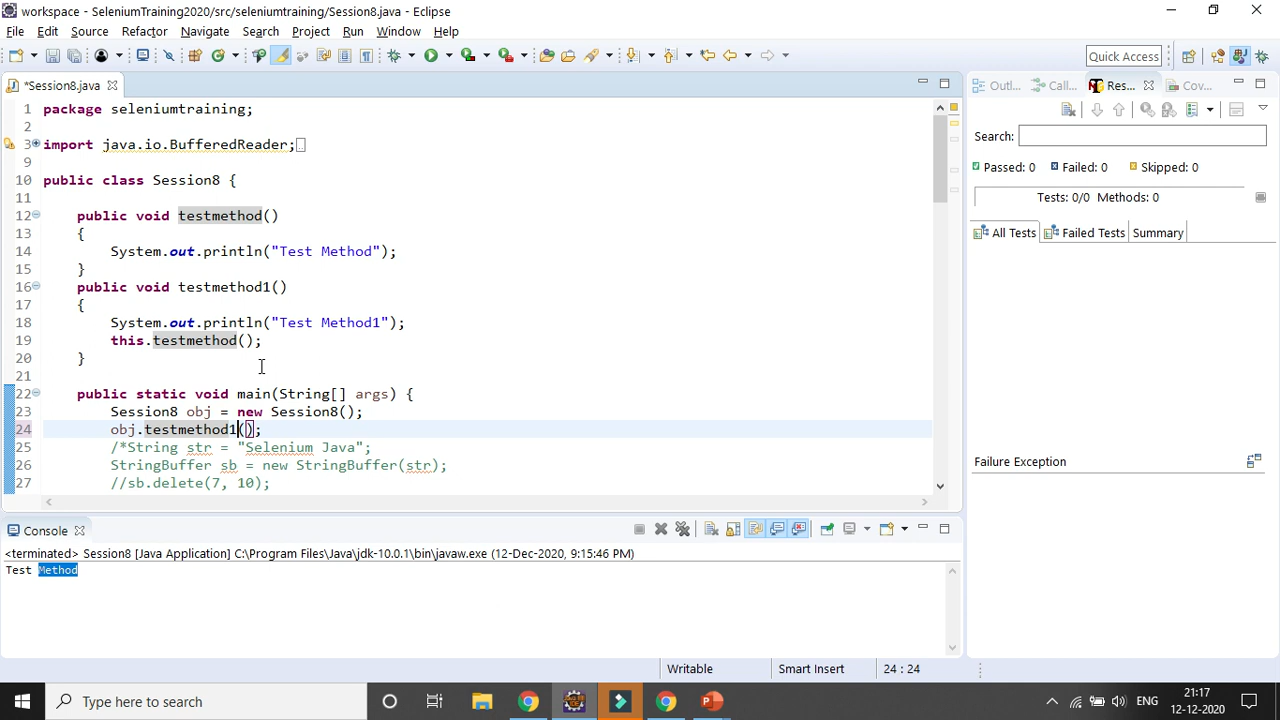 workspace - SeleniumTraining2020/src/seleniumtraining/Session8.java - Eclipse
File Edit Source Refactor Navigate Search Project Run Window Help
Quick Access
*Session8.java
1 package seleniumtraining;
2
3 import java.io.BufferedReader;
9
10 public class Session8 {
11
12 public void testmethod()
13 {
14 System.out.println("Test Method");
15 }
16 public void testmethod1()
17 {
18 System.out.println("Test Method1");
19 this.testmethod();
20 }
21
22 public static void main(String[] args) {
23 Session8 obj = new Session8();
24 obj.testmethod1();
25 /*String str = "Selenium Java";
26 StringBuffer sb = new StringBuffer(str);
27 //sb.delete(7, 10);
Outl... Call... Res... Cov...
Search:
Passed: 0 Failed: 0 Skipped: 0
Tests: 0/0 Methods: 0
All Tests Failed Tests Summary
Failure Exception
Console
<terminated> Session8 [Java Application] C:\Program Files\Java\jdk-10.0.1\bin\javaw.exe (12-Dec-2020, 9:15:46 PM)
Test Method
Writable Smart Insert 24 : 24
Type here to search
ENG
21:17
12-12-2020